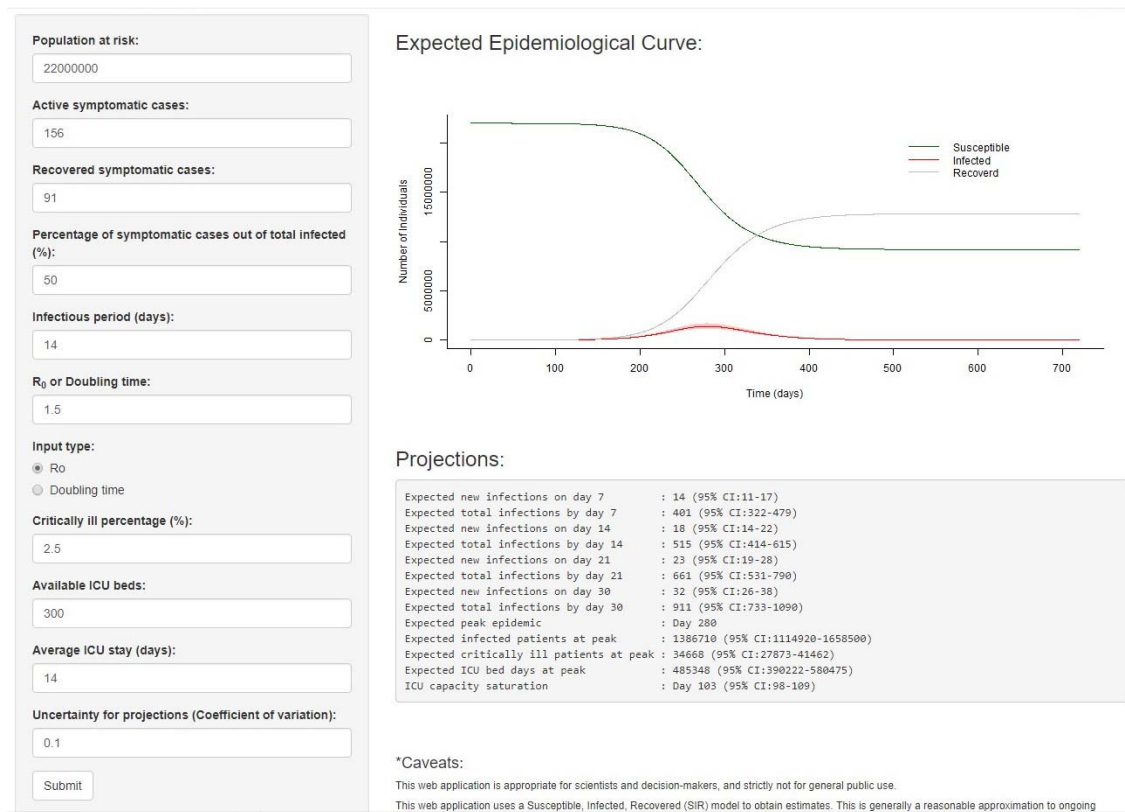 Population at risk:
22000000
Active symptomatic cases:
156
Recovered symptomatic cases:
91
Percentage of symptomatic cases out of total infected
(%):
50
Infectious period (days):
14
R₀ or Doubling time:
1.5
Input type:
Ro
Doubling time
Critically ill percentage (%):
2.5
Available ICU beds:
300
Average ICU stay (days):
14
Uncertainty for projections (Coefficient of variation):
0.1
Submit
Expected Epidemiological Curve:
Number of Individuals
0
5000000
15000000
Susceptible
Infected
Recoverd
0 100 200 300 400 500 600 700
Time (days)
Projections:
Expected new infections on day 7 : 14 (95% CI:11-17)
Expected total infections by day 7 : 401 (95% CI:322-479)
Expected new infections on day 14 : 18 (95% CI:14-22)
Expected total infections by day 14 : 515 (95% CI:414-615)
Expected new infections on day 21 : 23 (95% CI:19-28)
Expected total infections by day 21 : 661 (95% CI:531-790)
Expected new infections on day 30 : 32 (95% CI:26-38)
Expected total infections by day 30 : 911 (95% CI:733-1090)
Expected peak epidemic : Day 280
Expected infected patients at peak : 1386710 (95% CI:1114920-1658500)
Expected critically ill patients at peak : 34668 (95% CI:27873-41462)
Expected ICU bed days at peak : 485348 (95% CI:390222-580475)
ICU capacity saturation : Day 103 (95% CI:98-109)
*Caveats:
This web application is appropriate for scientists and decision-makers, and strictly not for general public use.
This web application uses a Susceptible, Infected, Recovered (SIR) model to obtain estimates. This is generally a reasonable approximation to ongoing